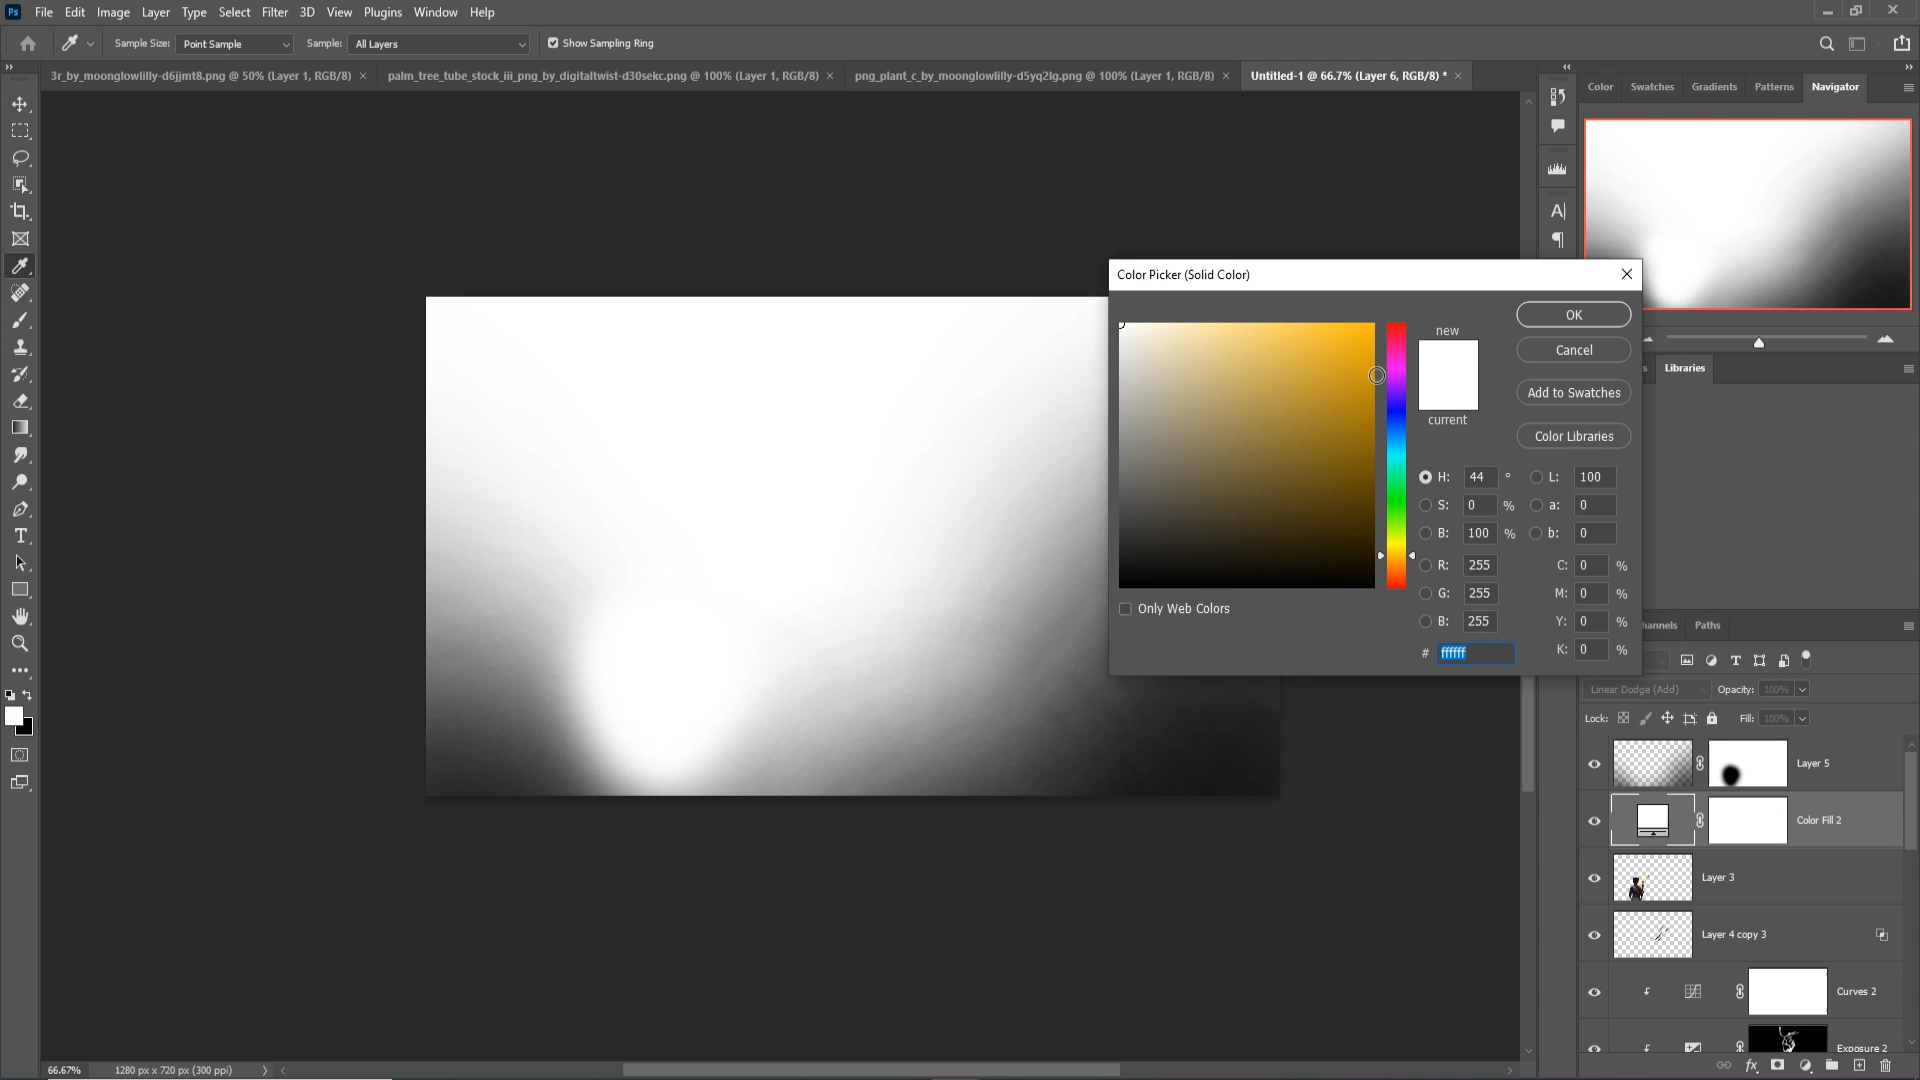 Ps File Edit Image Layer Type Select Filter 3D View Plugins Window Help
Sample Size: Point Sample Sample: All Layers Show Sampling Ring
3r_by_moonglowlilly-d6jjmt8.png @ 50% (Layer 1, RGB/8) palm_tree_tube_stock_iii_png_by_digitaltwist-d30sekc.png @ 100% (Layer 1, RGB/8) png_plant_c_by_moonglowlilly-d5yq2lg.png @ 100% (Layer 1, RGB/8) Untitled-1 @ 66.7% (Layer 6, RGB/8) *
Color Swatches Gradients Patterns Navigator
Color Picker (Solid Color)
OK
new
Cancel
s Libraries
Add to Swatches
current
Color Libraries
H: 44 ° L: 100
S: 0 % a: 0
B: 100 % b: 0
R: 255 C: 0 %
G: 255 M: 0 %
Only Web Colors
B: 255 Y: 0 %
# ffffff K: 0 %
hannels Paths
Linear Dodge (Add) Opacity: 100%
Lock: Fill: 100%
Layer 5
Color Fill 2
Layer 3
Layer 4 copy 3
Curves 2
Exposure 2
66.67% 1280 px x 720 px (300 ppi)
fx